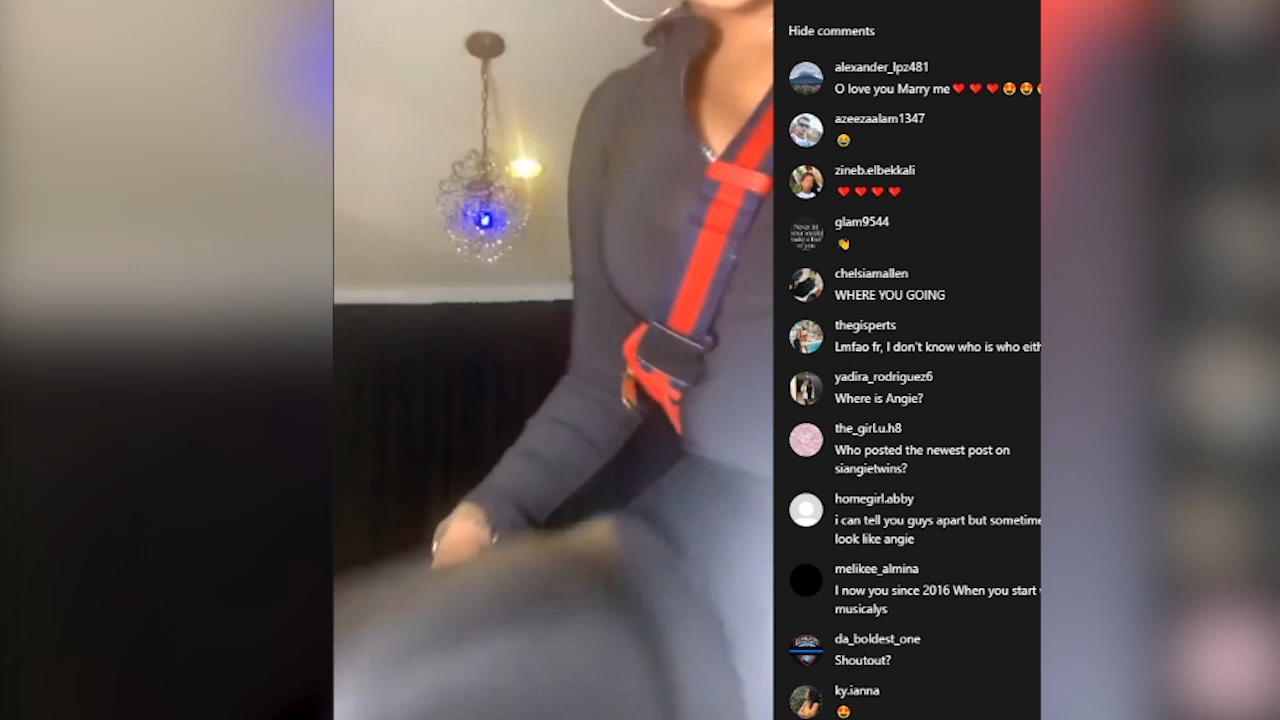 Hide comments
alexander_lpz481
O love you Marry me❤️❤️❤️🤩🤩
azeezaalam1347
😂
zineb.elbekkali
❤️❤️❤️❤️
glam9544
👏
chelsiamallen
WHERE YOU GOING
thegisperts
Lmfao fr, I don't know who is who eith
yadira_rodriguez6
Where is Angie?
the_girl.u.h8
Who posted the newest post on
siangietwins?
homegirl.abby
i can tell you guys apart but sometime
look like angie
melikee_almina
I now you since 2016 When you start
musicalys
da_boldest_one
Shoutout?
ky.ianna
🤩